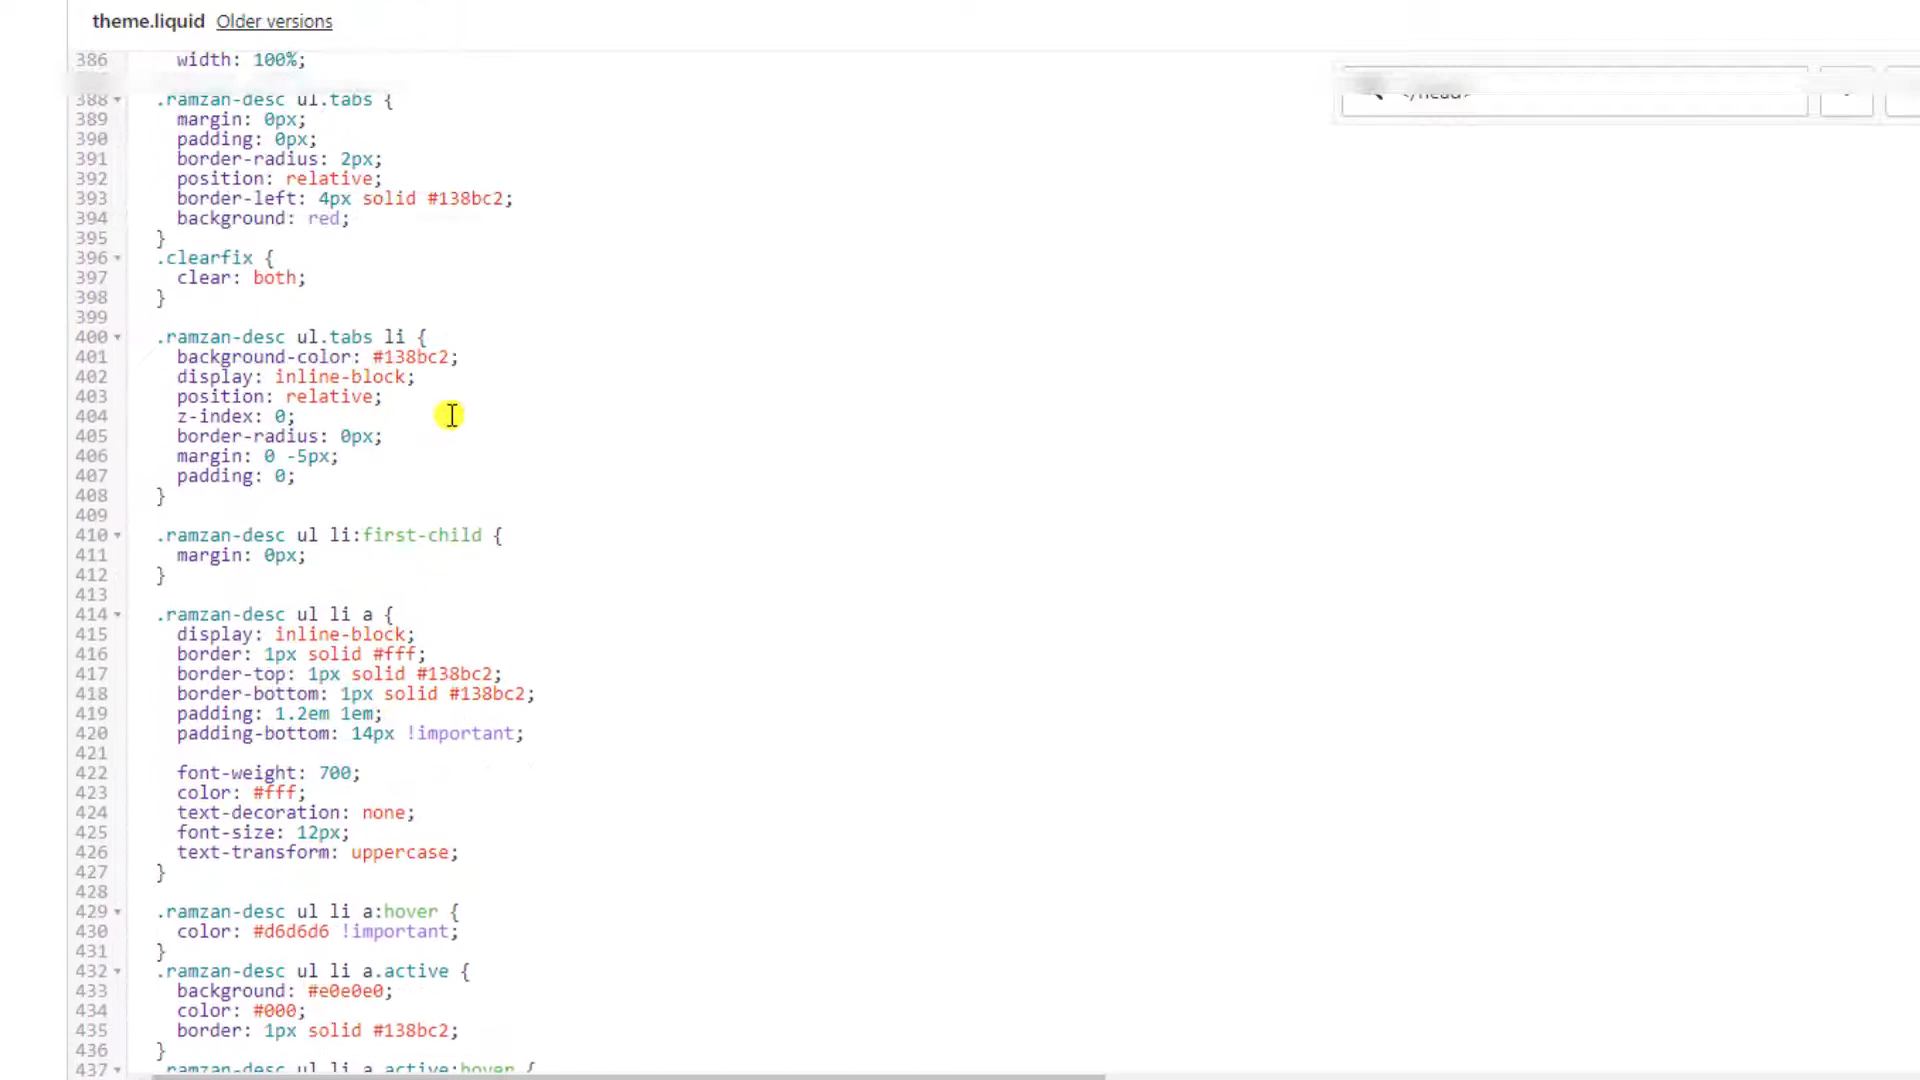 theme.liquid Older versions
386 width: 100%;
388 .ramzan-desc ul.tabs {
389 margin: 0px;
390 padding: 0px;
391 border-radius: 2px;
392 position: relative;
393 border-left: 4px solid #138bc2;
394 background: red;
395 }
396 .clearfix {
397 clear: both;
398 }
399
400 .ramzan-desc ul.tabs li {
401 background-color: #138bc2;
402 display: inline-block;
403 position: relative;
404 z-index: 0;
405 border-radius: 0px;
406 margin: 0 -5px;
407 padding: 0;
408 }
409
410 .ramzan-desc ul li:first-child {
411 margin: 0px;
412 }
413
414 .ramzan-desc ul li a {
415 display: inline-block;
416 border: 1px solid #fff;
417 border-top: 1px solid #138bc2;
418 border-bottom: 1px solid #138bc2;
419 padding: 1.2em 1em;
420 padding-bottom: 14px !important;
421
422 font-weight: 700;
423 color: #fff;
424 text-decoration: none;
425 font-size: 12px;
426 text-transform: uppercase;
427 }
428
429 .ramzan-desc ul li a:hover {
430 color: #d6d6d6 !important;
431 }
432 .ramzan-desc ul li a.active {
433 background: #e0e0e0;
434 color: #000;
435 border: 1px solid #138bc2;
436 }
437 .ramzan-desc ul li a.active:hover {